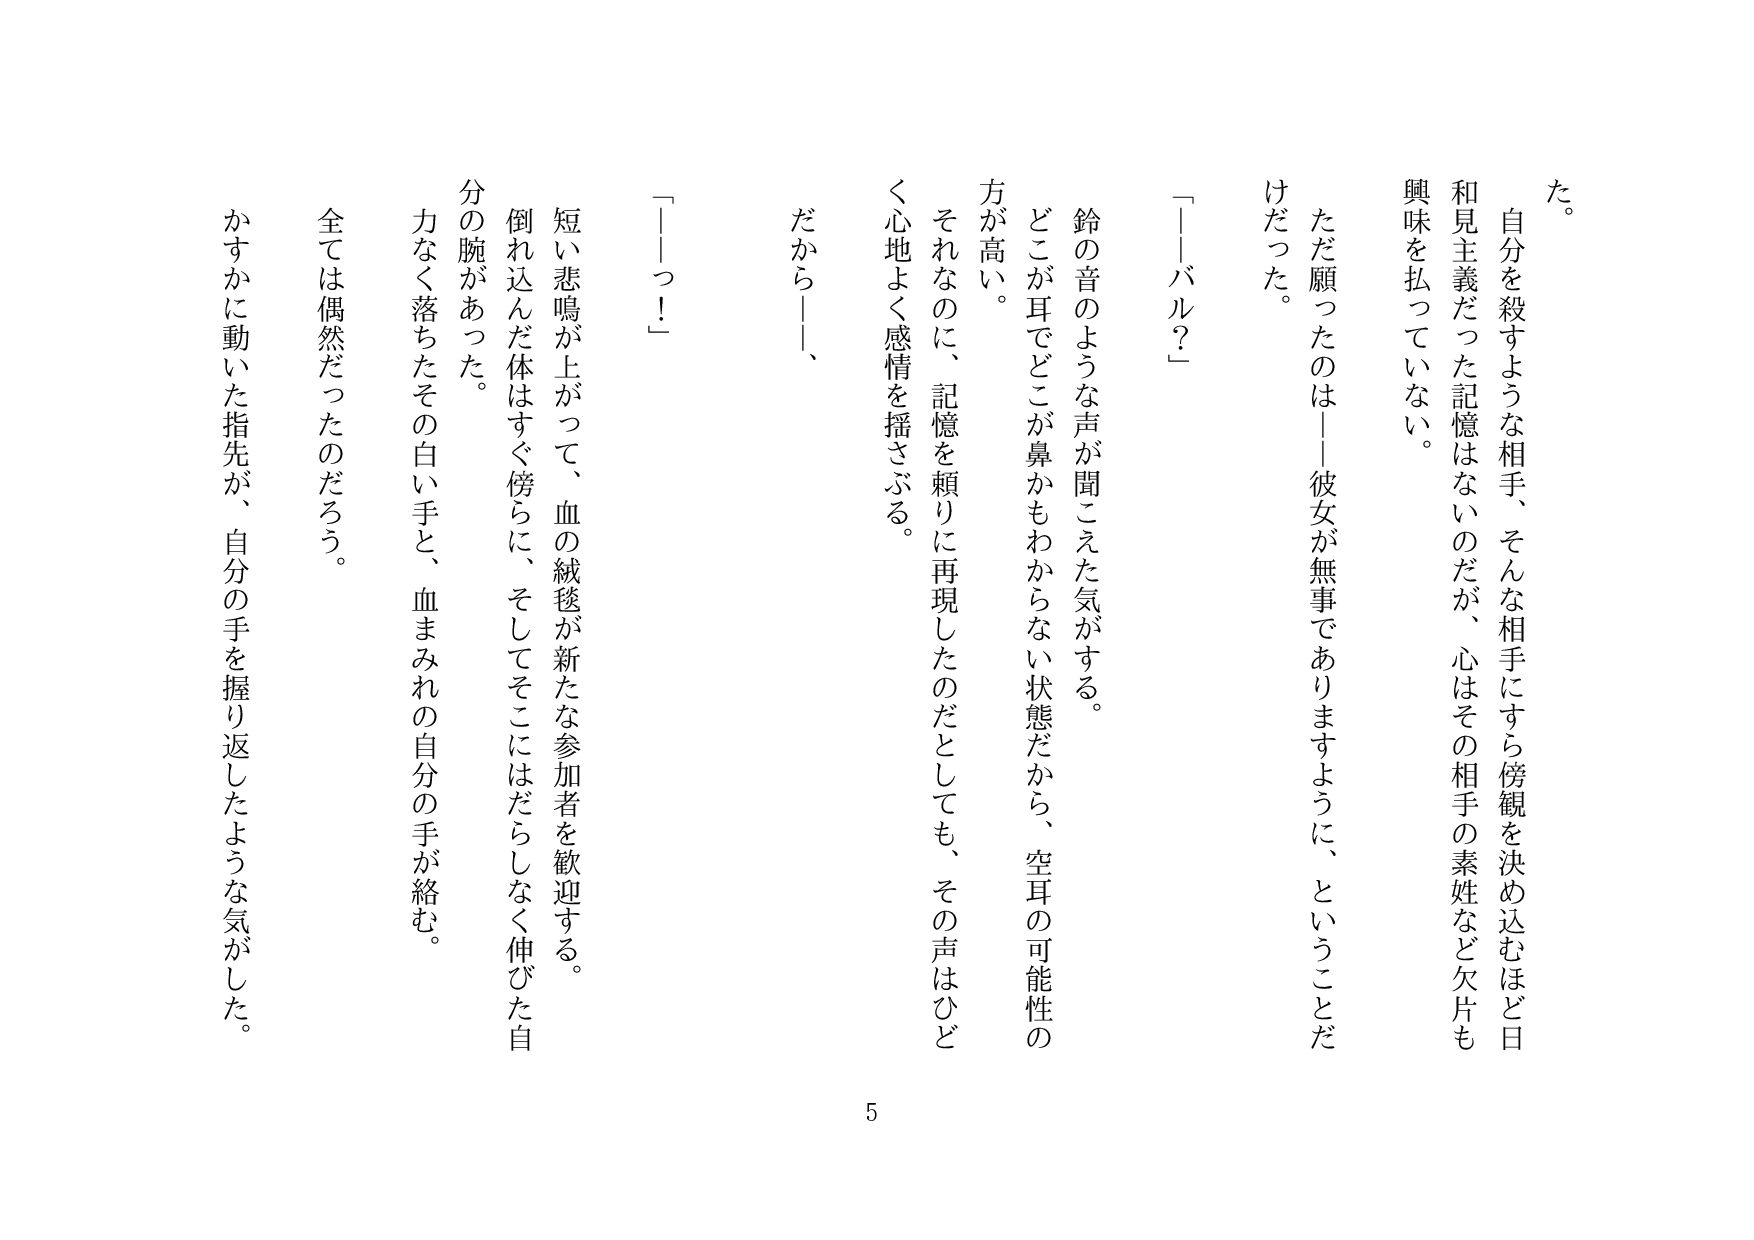 た。
　自分を殺すような相手、そんな相手にすら傍観を決め込むほど日
和見主義だった記憶はないのだが、心はその相手の素姓など欠片も
興味を払っていない。
　ただ願ったのは――彼女が無事でありますように、ということだ
けだった。
「――バル？」
　鈴の音のような声が聞こえた気がする。
　どこが耳でどこが鼻かもわからない状態だから、空耳の可能性の
方が高い。
　それなのに、記憶を頼りに再現したのだとしても、その声はひど
く心地よく感情を揺さぶる。
　だから――、
「――っ！」
　短い悲鳴が上がって、血の絨毯が新たな参加者を歓迎する。
　倒れ込んだ体はすぐ傍らに、そしてそこにはだらしなく伸びた自
分の腕があった。
　力なく落ちたその白い手と、血まみれの自分の手が絡む。
　全ては偶然だったのだろう。
　かすかに動いた指先が、自分の手を握り返したような気がした。
5